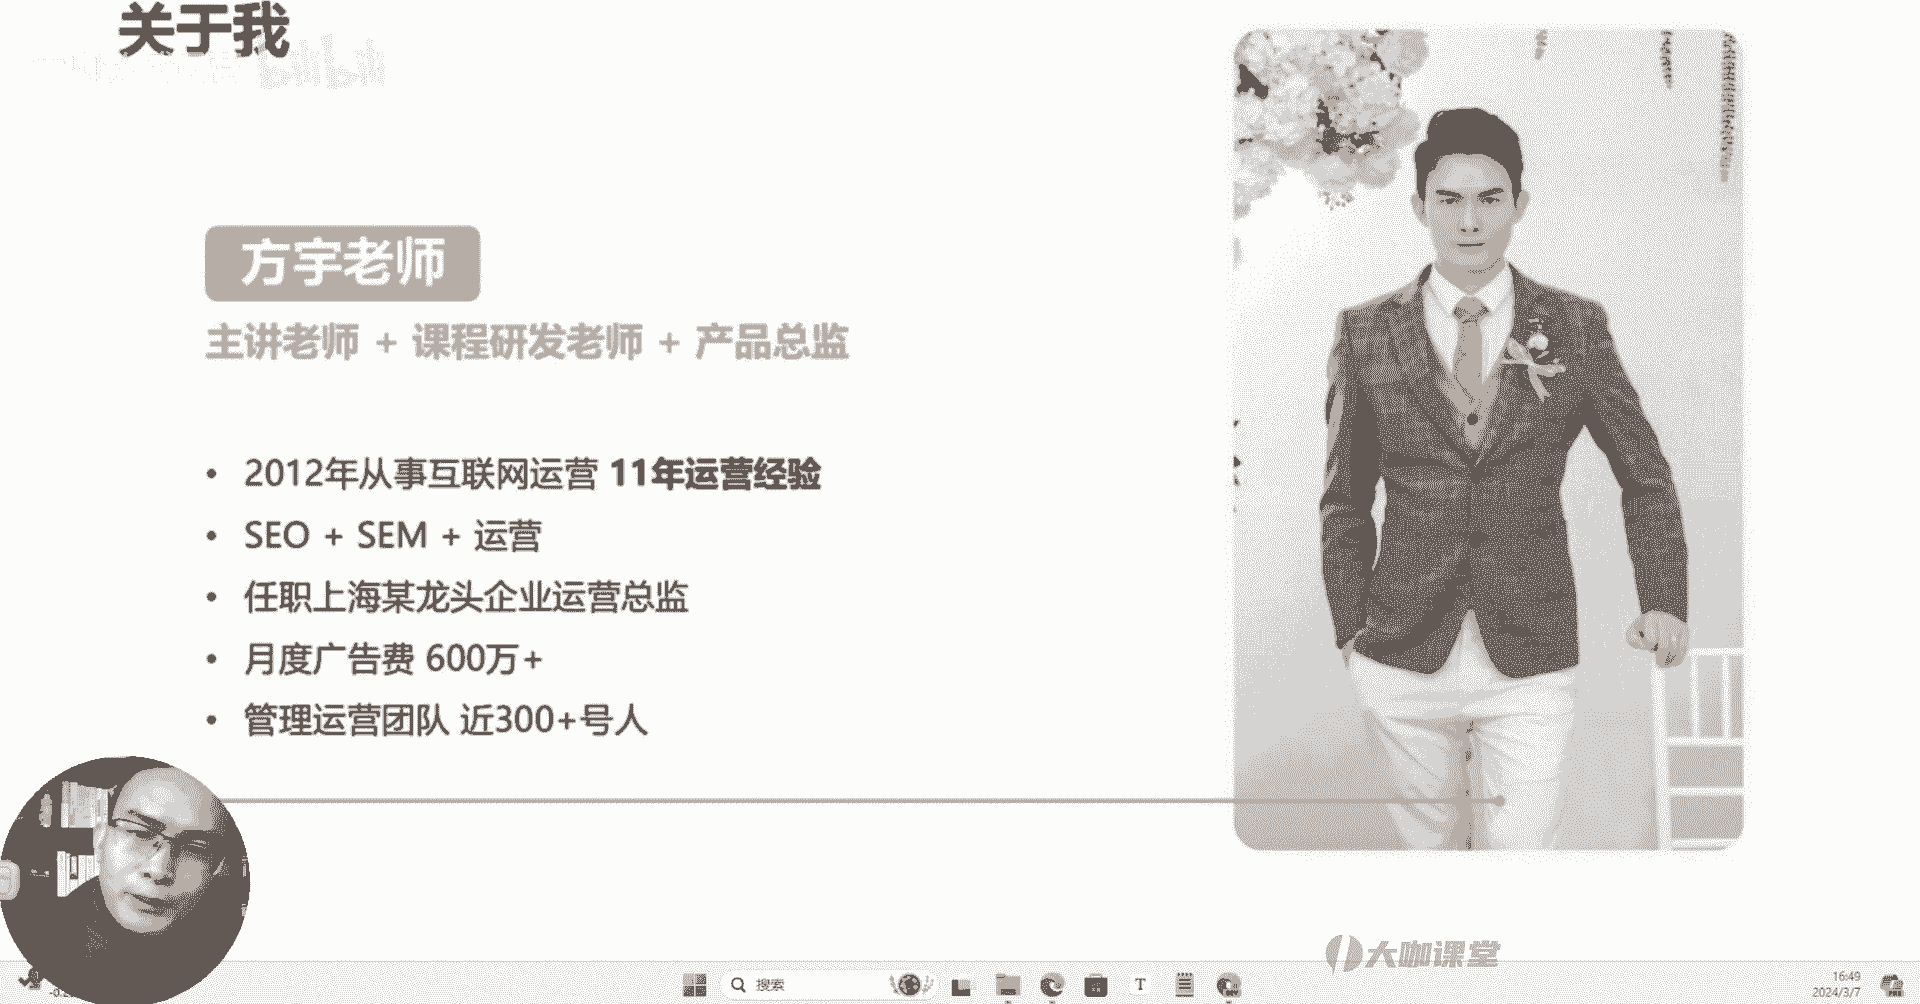 关于我
bilibili
方宇老师
主讲老师 + 课程研发老师 + 产品总监
• 2012年从事互联网运营 11年运营经验
• SEO + SEM + 运营
• 任职上海某龙头企业运营总监
• 月度广告费 600万+
• 管理运营团队 近300+号人
大咖课堂
搜索
16:49
2024/3/7